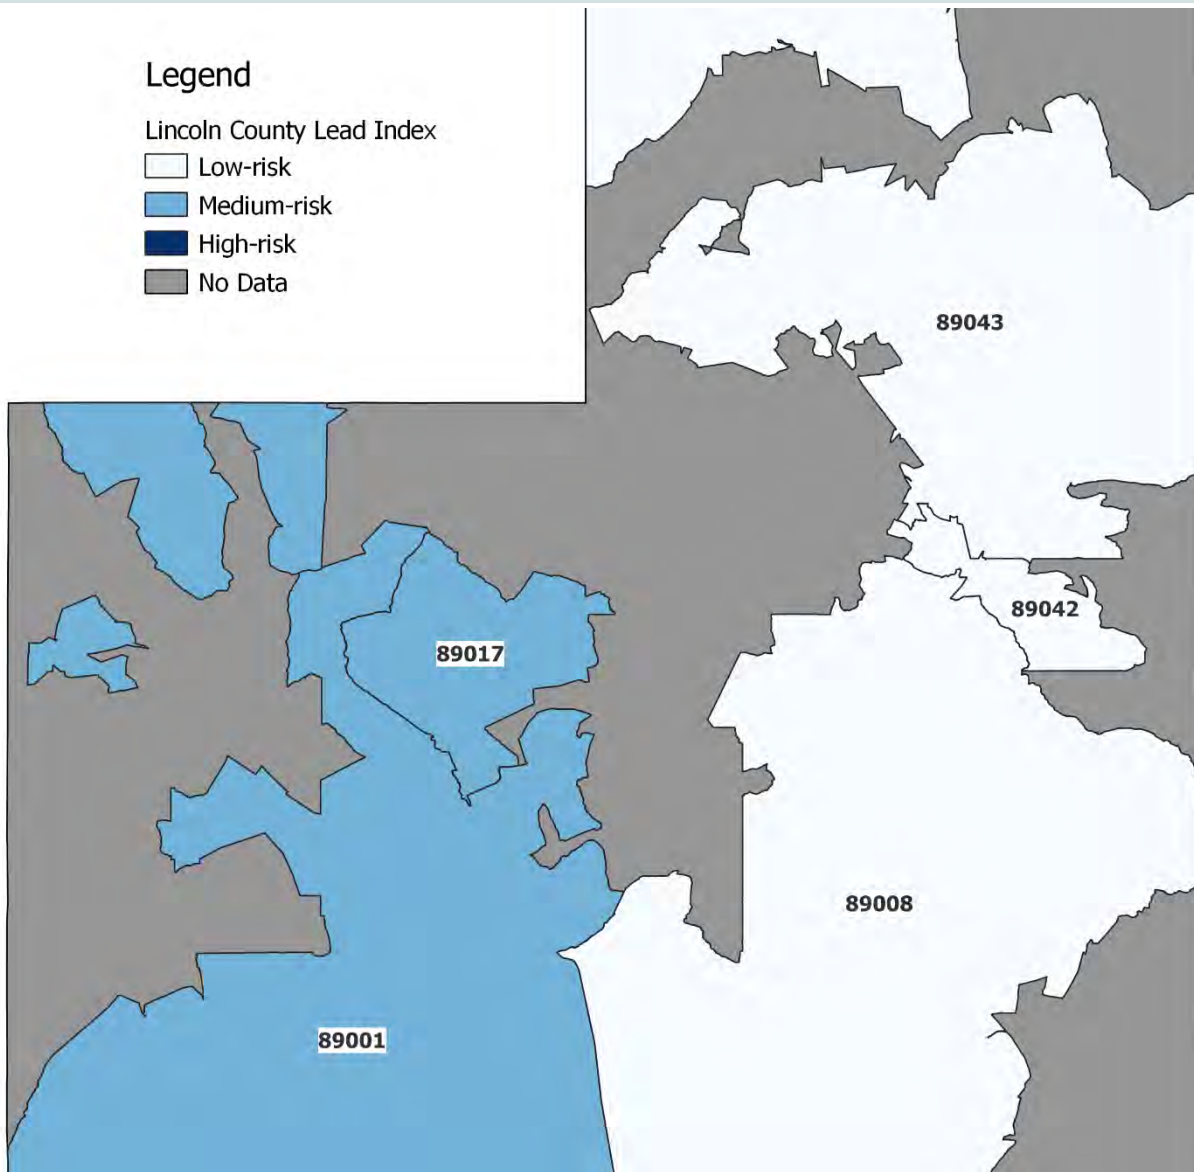 Legend
Lincoln County Lead Index
Low-risk
Medium-risk
High-risk
No Data
89043
89042
89017
89008
89001